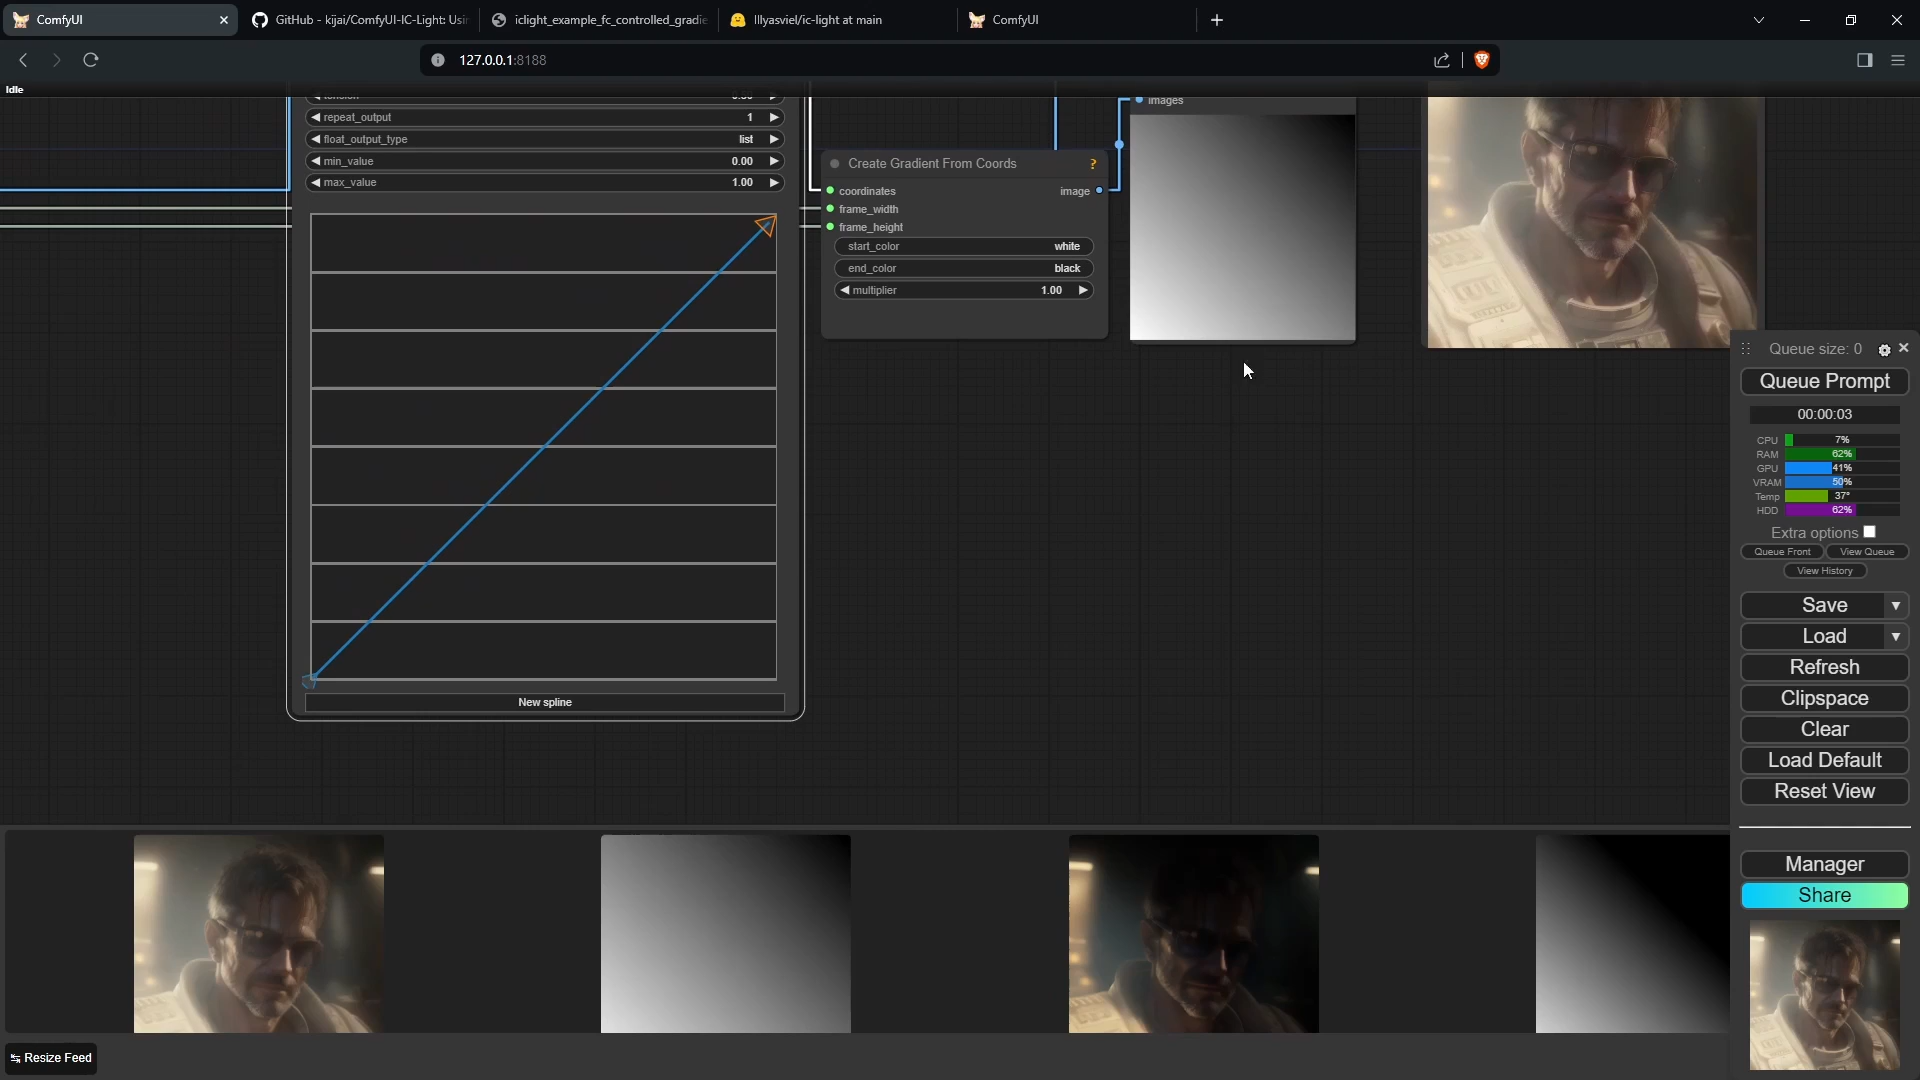 ComfyUI
GitHub - kijai/ComfyUI-IC-Light: Usin
iclight_example_fc_controlled_gradie
lllyasviel/ic-light at main
ComfyUI
127.0.0.1:8188
Idle
tension 0.50
repeat_output 1
float_output_type list
min_value 0.00
max_value 1.00
New spline
Create Gradient From Coords ?
coordinates image
frame_width
frame_height
start_color white
end_color black
multiplier 1.00
images
Queue size: 0
Queue Prompt
00:00:03
CPU 7%
RAM 62%
GPU 41%
VRAM 50%
Temp 37°
HDD 62%
Extra options
Queue Front View Queue
View History
Save
Load
Refresh
Clipspace
Clear
Load Default
Reset View
Manager
Share
Resize Feed